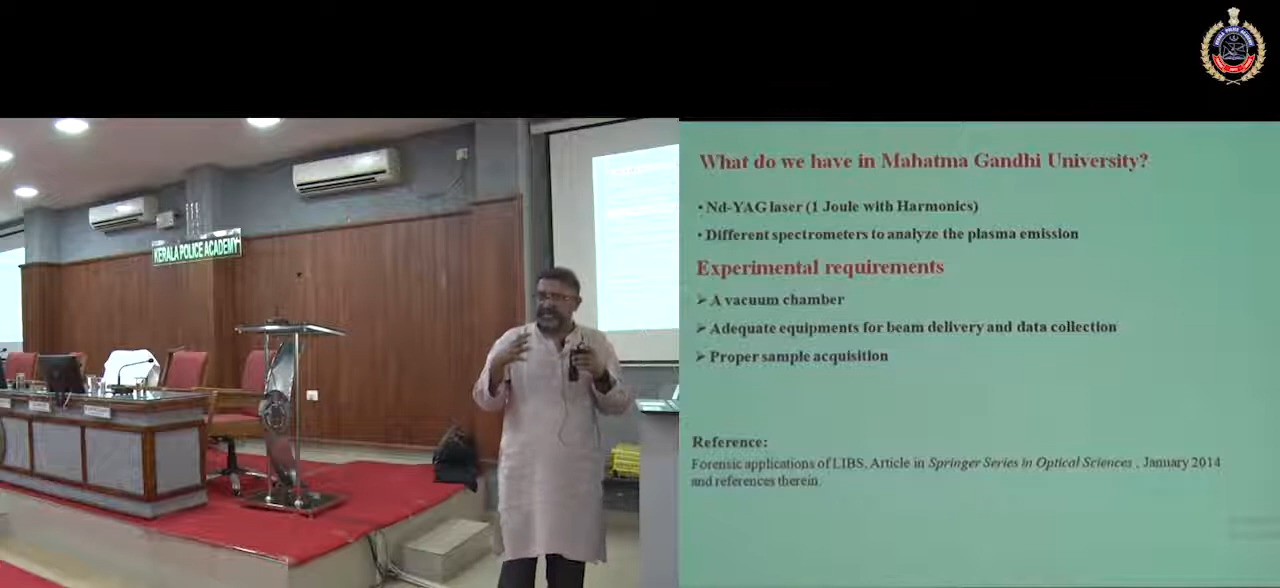 KERALA POLICE ACADEMY
What do we have in Mahatma Gandhi University?
• Nd-YAG laser (1 Joule with Harmonics)
• Different spectrometers to analyze the plasma emission
Experimental requirements
➢ A vacuum chamber
➢ Adequate equipments for beam delivery and data collection
➢ Proper sample acquisition
Reference:
Forensic applications of LIBS, Article in Springer Series in Optical Sciences , January 2014
and references therein.